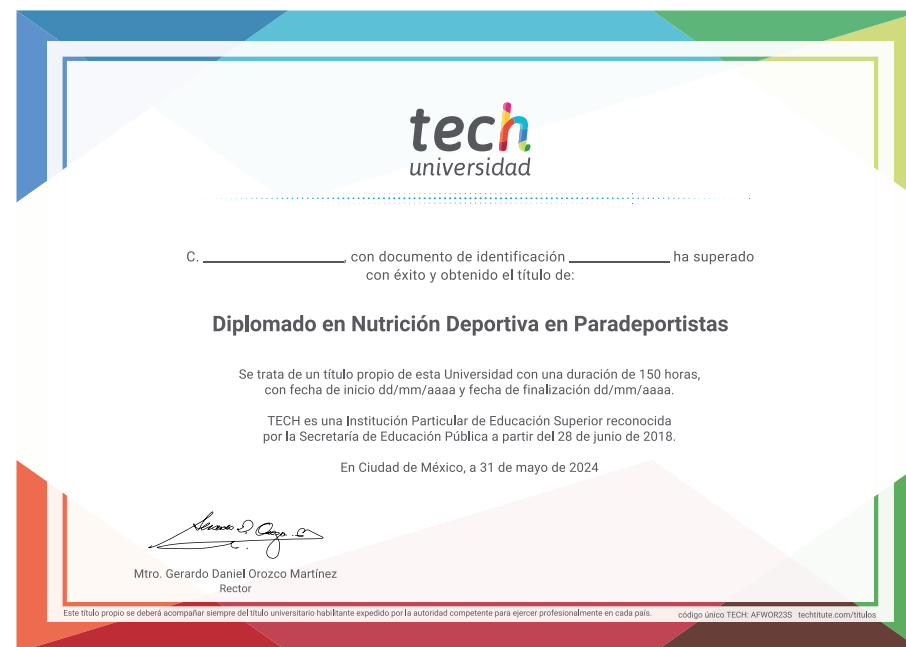 tech
universidad
C. ____________, con documento de identificación ____________ ha superado
con éxito y obtenido el título de:
Diplomado en Nutrición Deportiva en Paradeportistas
Se trata de un título propio de esta Universidad con una duración de 150 horas,
con fecha de inicio dd/mm/aaaa y fecha de finalización dd/mm/aaaa.
TECH es una Institución Particular de Educación Superior reconocida
por la Secretaría de Educación Pública a partir del 28 de junio de 2018.
En Ciudad de México, a 31 de mayo de 2024
Mtro. Gerardo Daniel Orozco Martínez
Rector
Este título propio se deberá acompañar siempre del título universitario habilitante expedido por la autoridad competente para ejercer profesionalmente en cada país. código único TECH: AFWOR23S techtitute.com/titulos